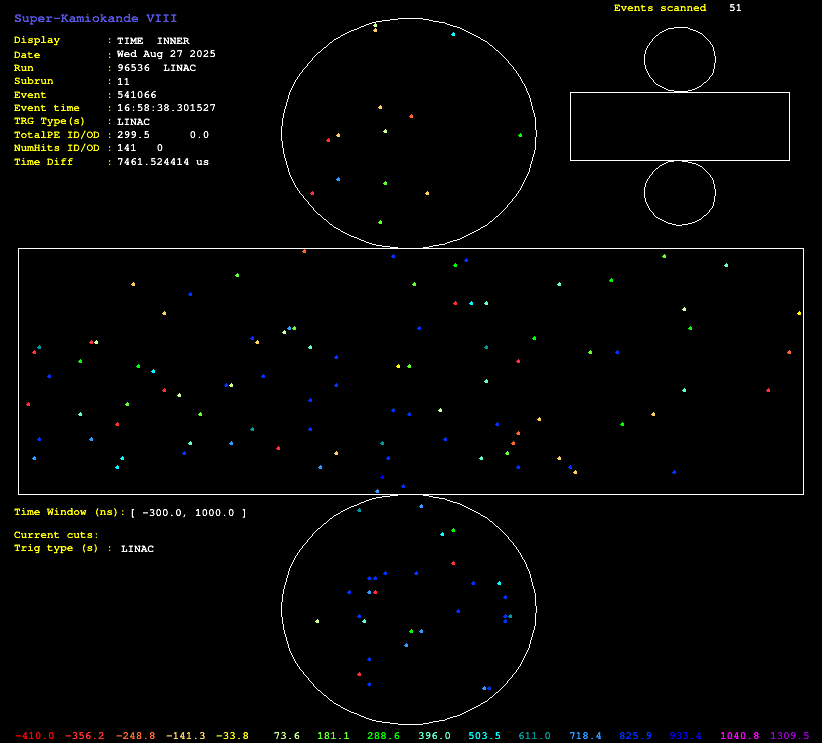 Super-Kamiokande VIII
Events scanned 51
Display : TIME INNER
Date : Wed Aug 27 2025
Run : 96536 LINAC
Subrun : 11
Event : 541066
Event time : 16:58:38.301527
TRG Type(s) : LINAC
TotalPE ID/OD : 299.5 0.0
NumHits ID/OD : 141 0
Time Diff : 7461.524414 us
Time Window (ns): [ -300.0, 1000.0 ]
Current cuts:
Trig type (s) : LINAC
-410.0 -356.2 -248.8 -141.3 -33.8 73.6 181.1 288.6 396.0 503.5 611.0 718.4 825.9 933.4 1040.8 1309.5